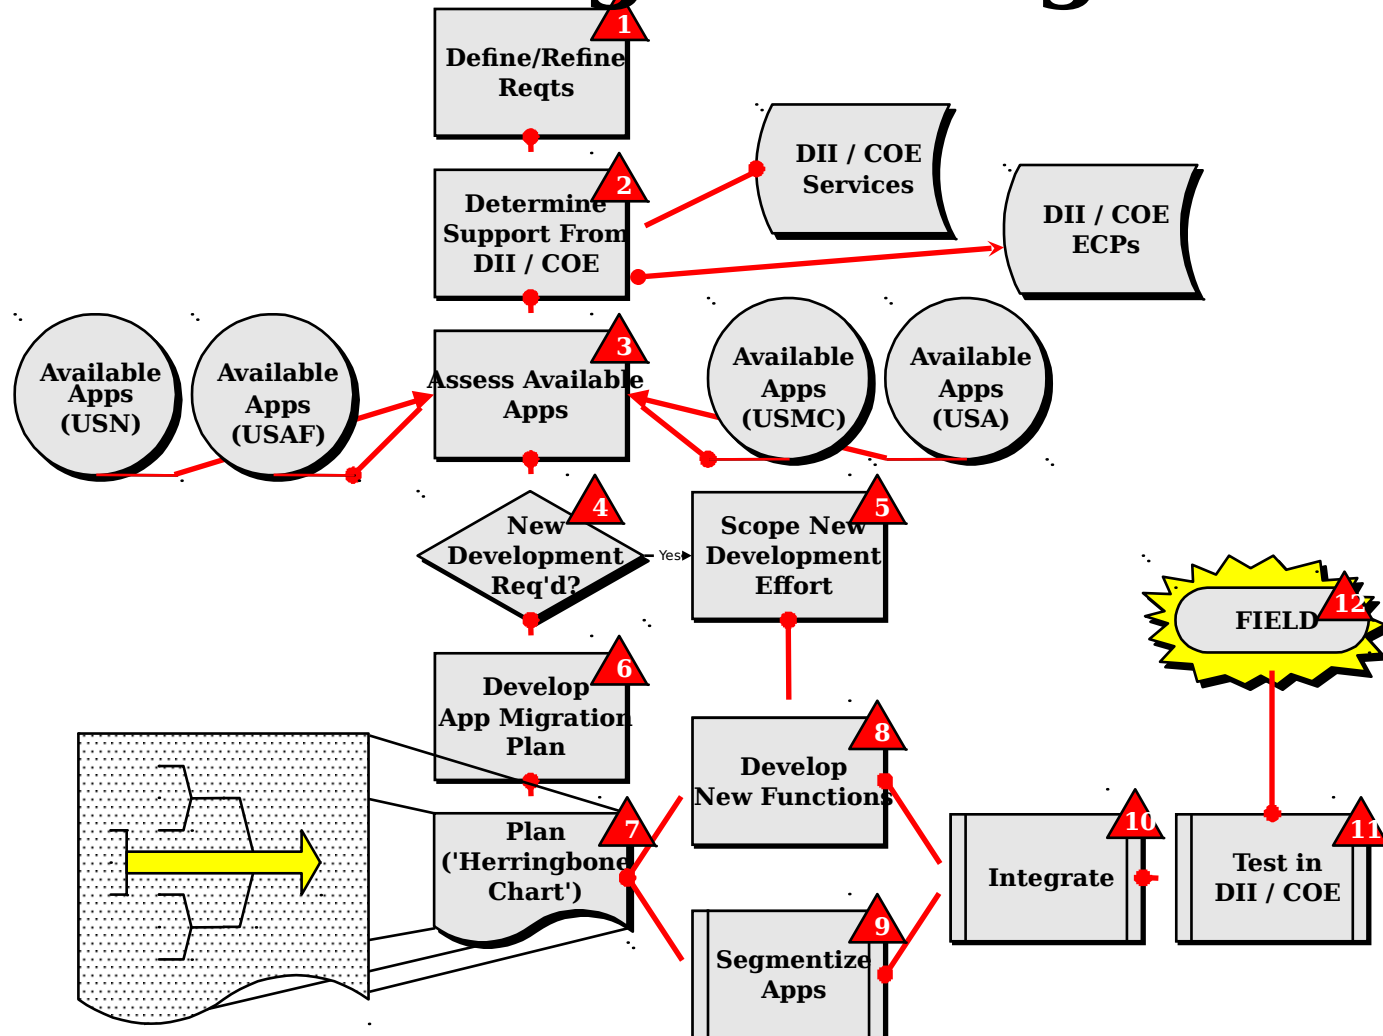 1
Define/Refine
Reqts
DII / COE
Services
2
Determine
Support From
DII / COE
DII / COE
ECPs
3
Assess Available
Apps
Available
Apps
(USN)
Available
Apps
(USAF)
Available
Apps
(USMC)
Available
Apps
(USA)
4
New
Development
Req'd?
Yes
5
Scope New
Development
Effort
12
FIELD
6
Develop
App Migration
Plan
8
Develop
New Functions
7
Plan
('Herringbone
Chart')
10
Integrate
11
Test in
DII / COE
9
Segmentize
Apps